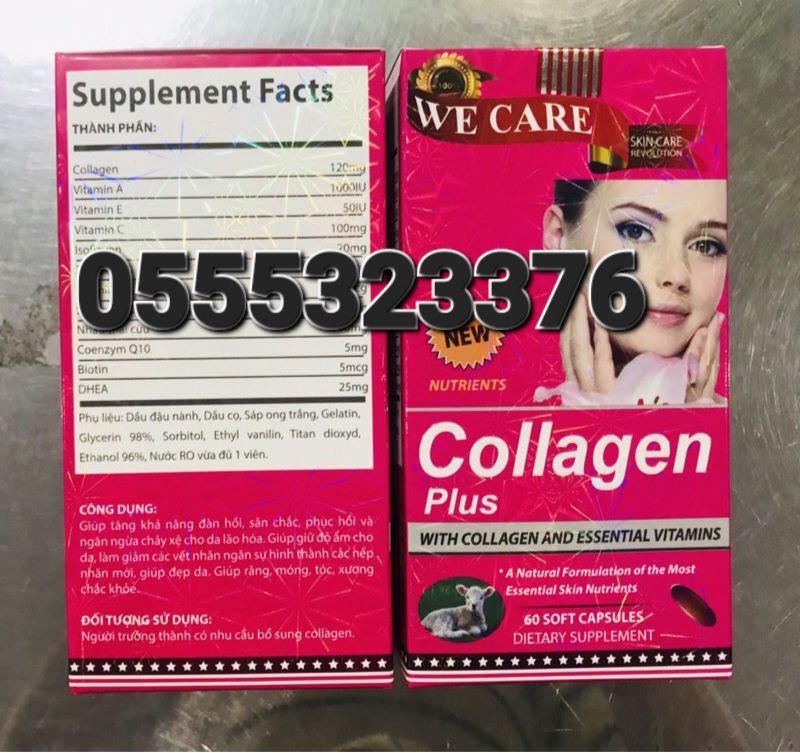 Supplement Facts
THÀNH PHẦN:
Collagen 120mg
Vitamin A 1000IU
Vitamin E 50IU
Vitamin C 100mg
20mg
0555323376
Nhau thai cừu
Coenzym Q10 5mg
Biotin 5mcg
DHEA 25mg
Phụ liệu: Dầu đậu nành, Dầu cọ, Sáp ong trắng, Gelatin,
Glycerin 98%, Sorbitol, Ethyl vanilin, Titan dioxyd,
Ethanol 96%, Nước RO vừa đủ 1 viên.
CÔNG DỤNG:
Giúp tăng khả năng đàn hồi, săn chắc, phục hồi và
ngăn ngừa chảy xệ cho da lão hóa. Giúp giữ độ ẩm cho
da, làm giảm các vết nhăn ngăn sự hình thành các nếp
nhăn mới, giúp đẹp da. Giúp răng, móng, tóc, xương
chắc khỏe.
ĐỐI TƯỢNG SỬ DỤNG:
Người trưởng thành có nhu cầu bổ sung collagen.
100%
WE CARE
SKIN CARE
REVOLUTION
NEW
NUTRIENTS
Collagen
Plus
WITH COLLAGEN AND ESSENTIAL VITAMINS
* A Natural Formulation of the Most
Essential Skin Nutrients
60 SOFT CAPSULES
DIETARY SUPPLEMENT